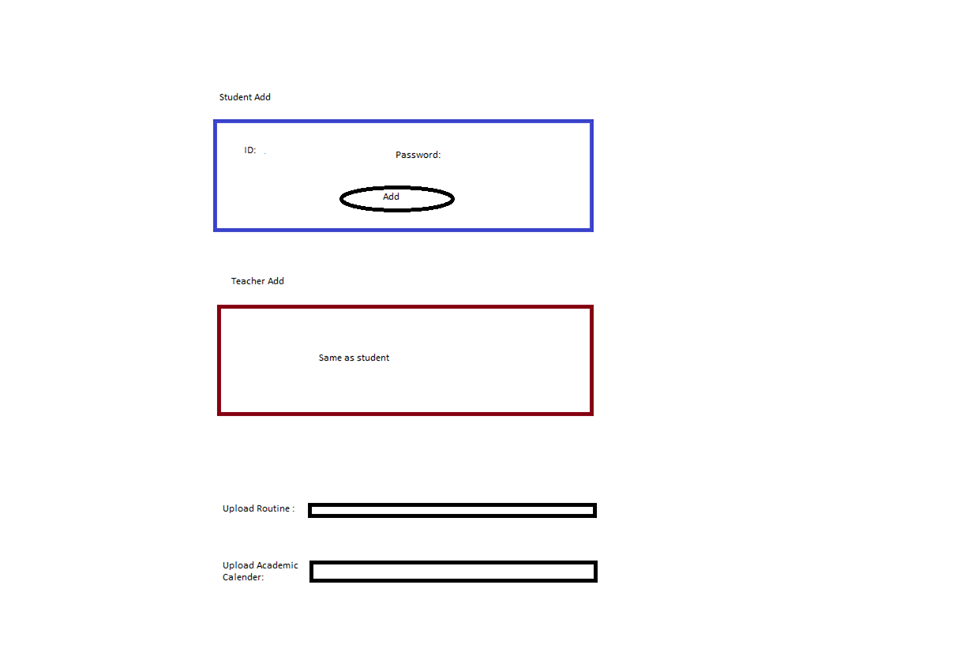 Student Add
ID: .
Password:
Add
Teacher Add
Same as student
Upload Routine :
Upload Academic
Calender: